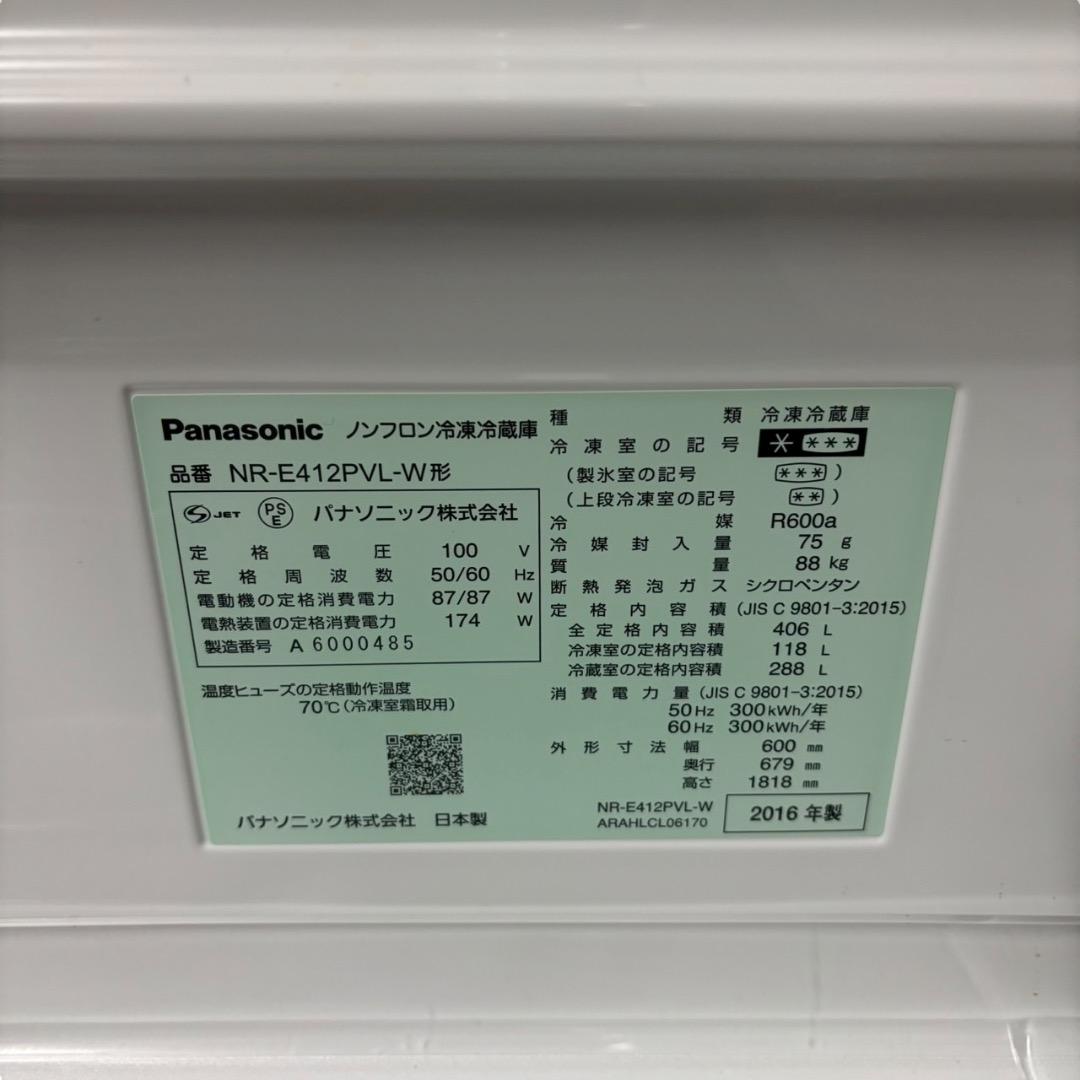 Panasonic ノンフロン冷凍冷蔵庫
品番 NR-E412PVL-W形
JET PSE パナソニック株式会社
定格電圧 100 V
定格周波数 50/60 Hz
電動機の定格消費電力 87/87 W
電熱装置の定格消費電力 174 W
製造番号 A 6000485
温度ヒューズの定格動作温度
70℃(冷凍室霜取用)
パナソニック株式会社 日本製
種類 冷凍冷蔵庫
冷凍室の記号 * ***
(製氷室の記号 ***)
(上段冷凍室の記号 **)
冷媒 R600a
冷媒封入量 75 g
質量 88 kg
断熱発泡ガス シクロペンタン
定格内容積 (JIS C 9801-3:2015)
全定格内容積 406 L
冷凍室の定格内容積 118 L
冷蔵室の定格内容積 288 L
消費電力量 (JIS C 9801-3:2015)
50 Hz 300 kWh/年
60 Hz 300 kWh/年
外形寸法 幅 600 mm
奥行 679 mm
高さ 1818 mm
NR-E412PVL-W
ARAHLCL06170
2016 年製